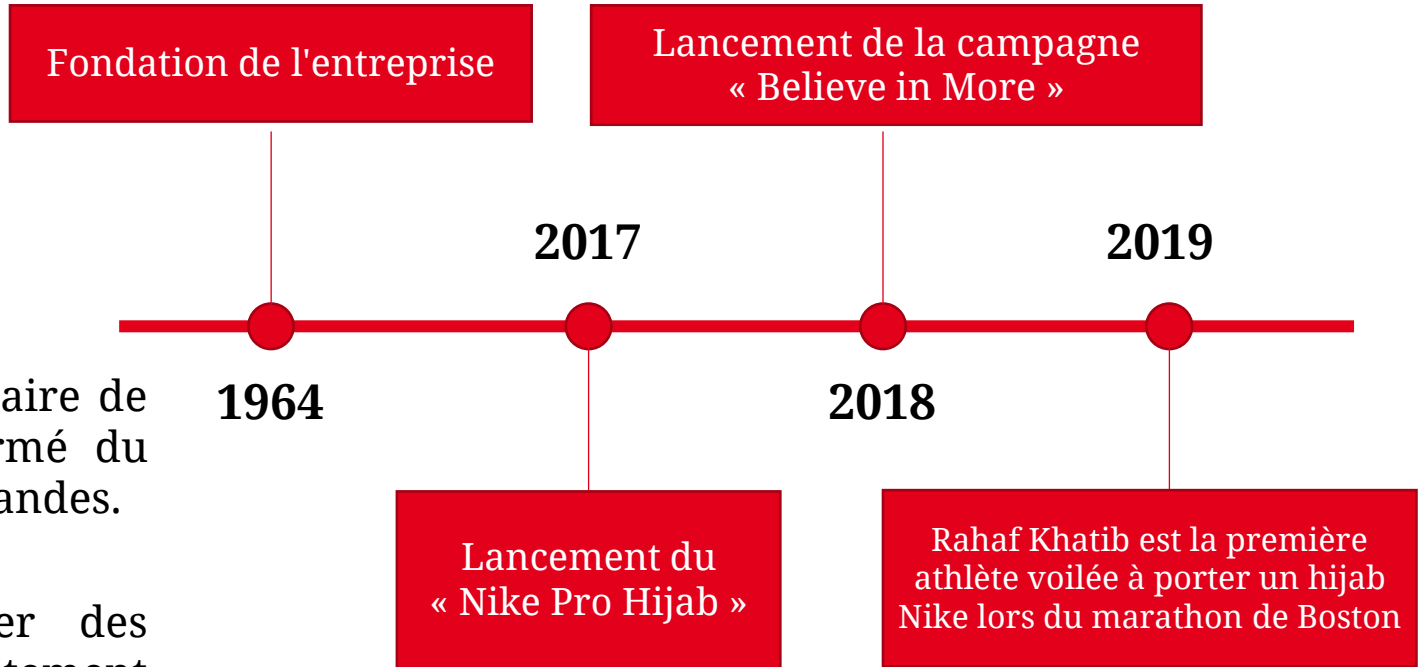 Fondation de l'entreprise
Lancement de la campagne
« Believe in More »
2017
2019
1964
2018
aire de
rmé du
andes.
er des
Lancement du
« Nike Pro Hijab »
Rahaf Khatib est la première
athlète voilée à porter un hijab
Nike lors du marathon de Boston